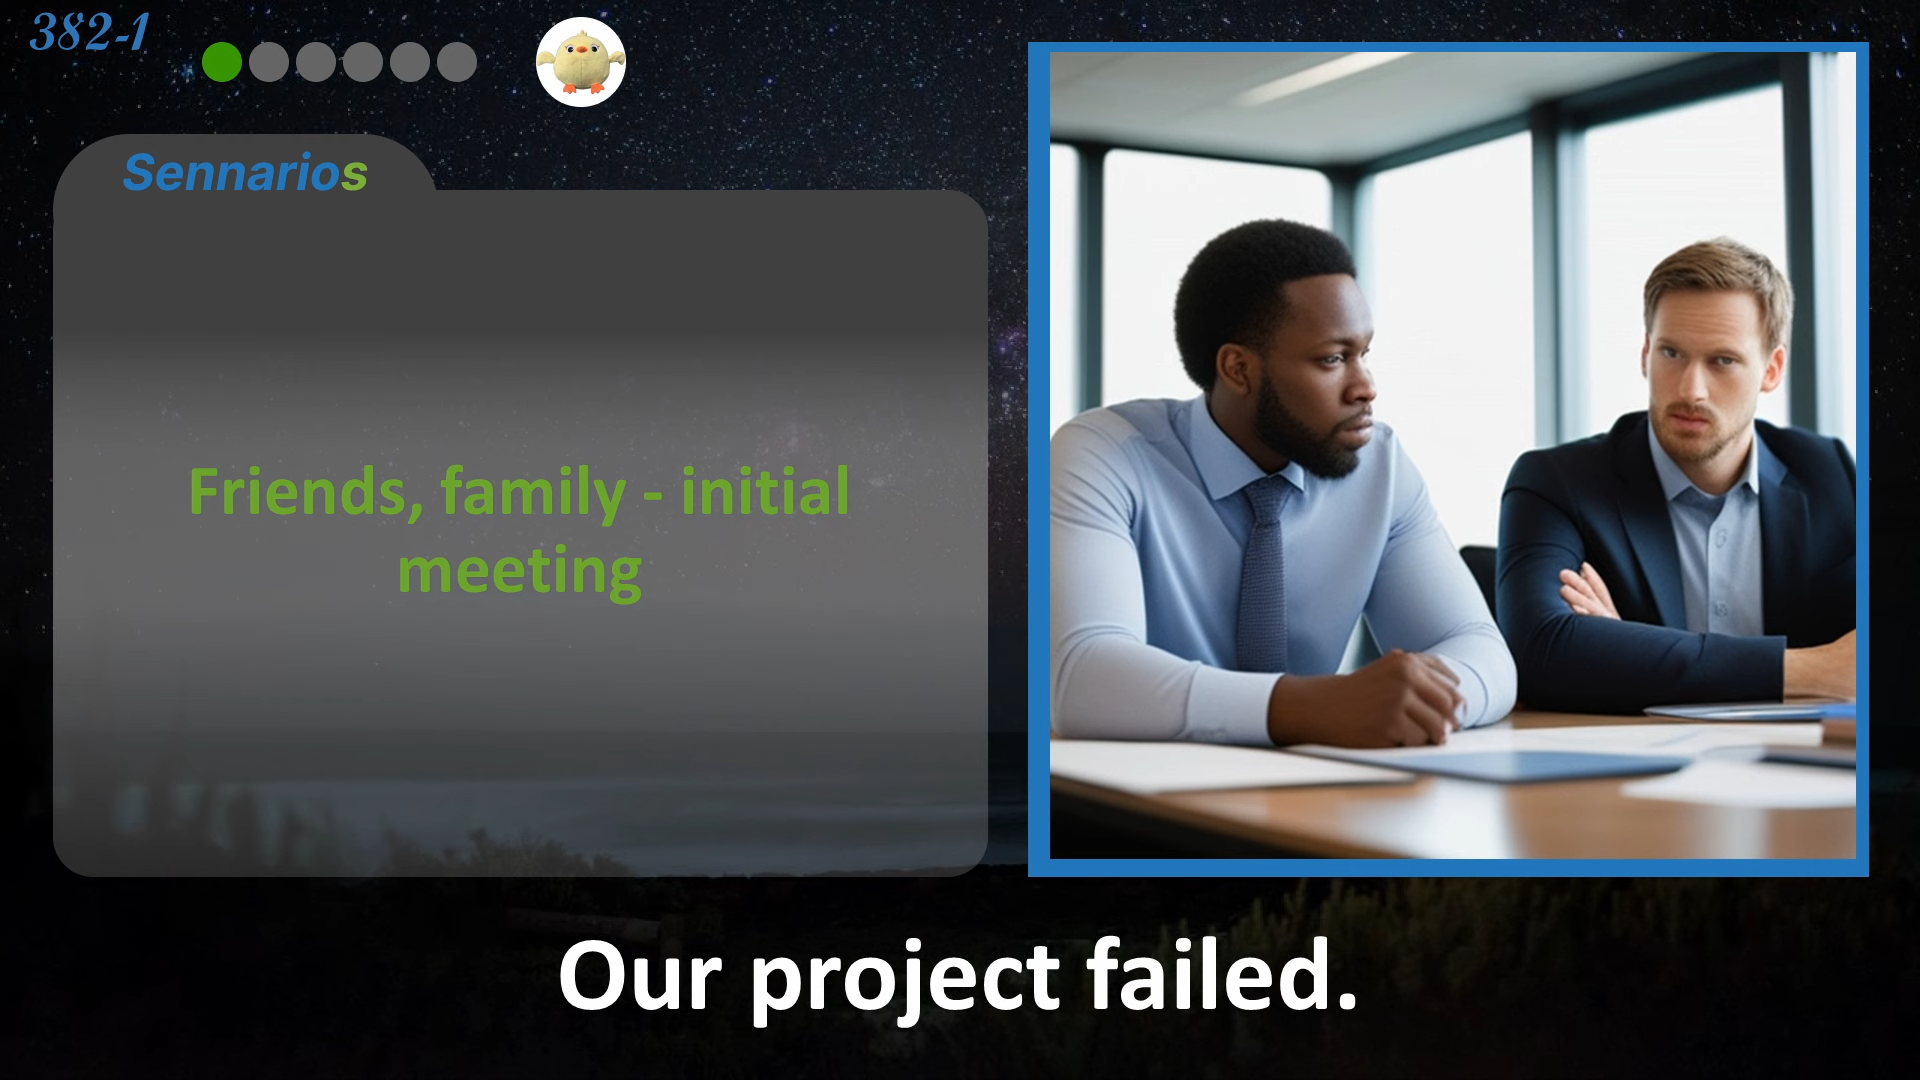 382-1
Sennarios
Friends, family - initial
meeting
Our project failed.